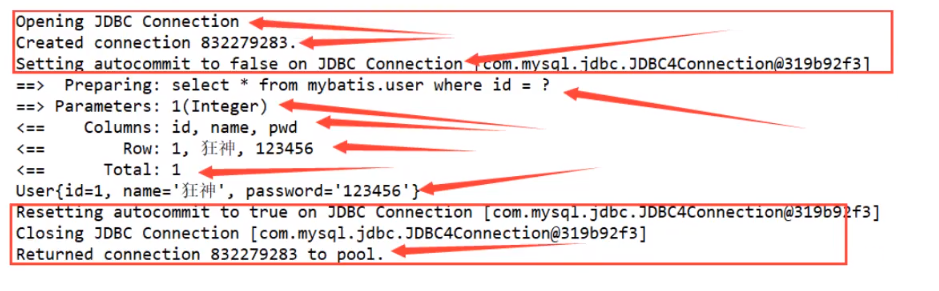 Opening JDBC Connection
Created connection 832279283.
Setting autocommit to false on JDBC Connection [com.mysql.jdbc.JDBC4Connection@319b92f3]
==>  Preparing: select * from mybatis.user where id = ?
==> Parameters: 1(Integer)
<==    Columns: id, name, pwd
<==        Row: 1, 狂神, 123456
<==      Total: 1
User{id=1, name='狂神', password='123456'}
Resetting autocommit to true on JDBC Connection [com.mysql.jdbc.JDBC4Connection@319b92f3]
Closing JDBC Connection [com.mysql.jdbc.JDBC4Connection@319b92f3]
Returned connection 832279283 to pool.